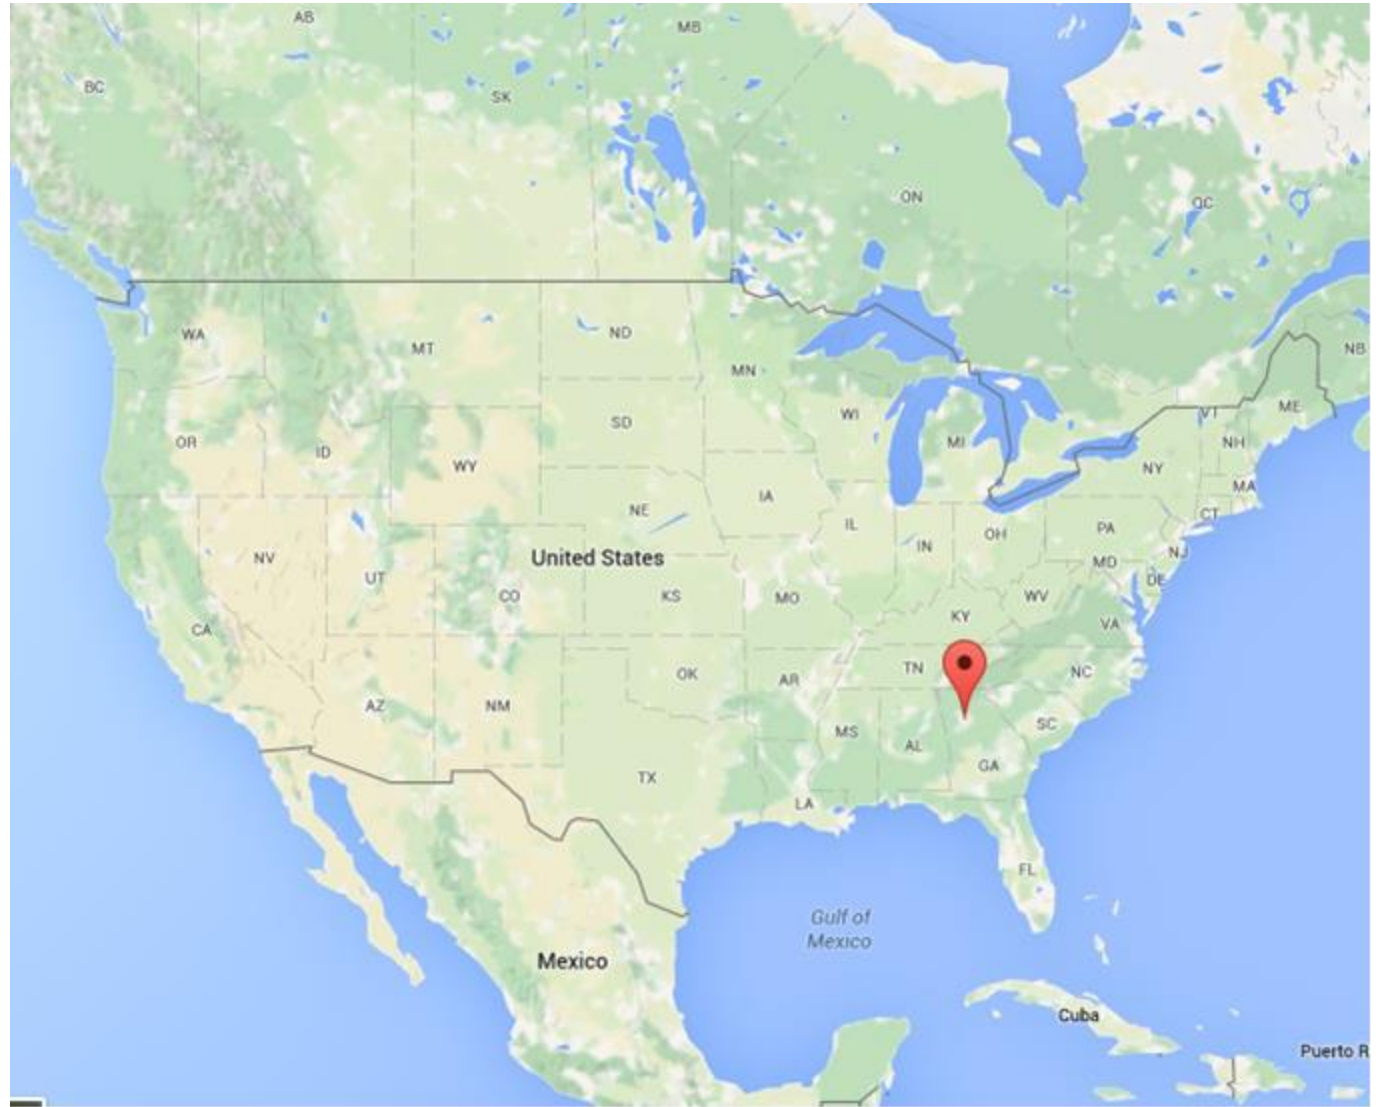 AB
MB
BC
SK
ON
QC
WA
MT
ND
MN
NB
OR
ID
WY
SD
WI
MI
VT
ME
NH
NY
MA
NE
IA
IL
IN
OH
PA
CT
NV
UT
CO
United States
KS
MO
KY
WV
MD
NJ
DE
CA
VA
AZ
NM
OK
AR
TN
NC
MS
AL
SC
TX
LA
GA
FL
Gulf of
Mexico
Mexico
Cuba
Puerto R